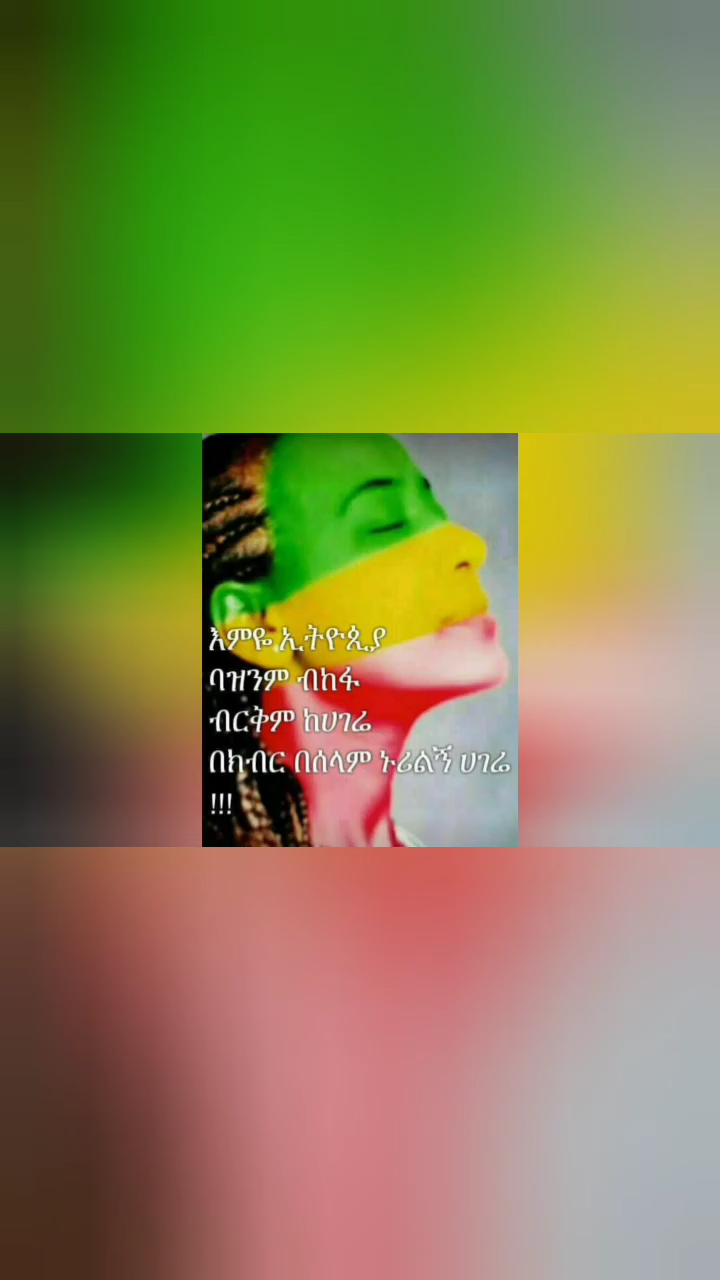 እምዬ ኢትዮጲያ
ባዝንም ብከፋ
ብርቅም ከሀገሬ
በክብር በሰላም ኑሪልኝ ሀገሬ
!!!